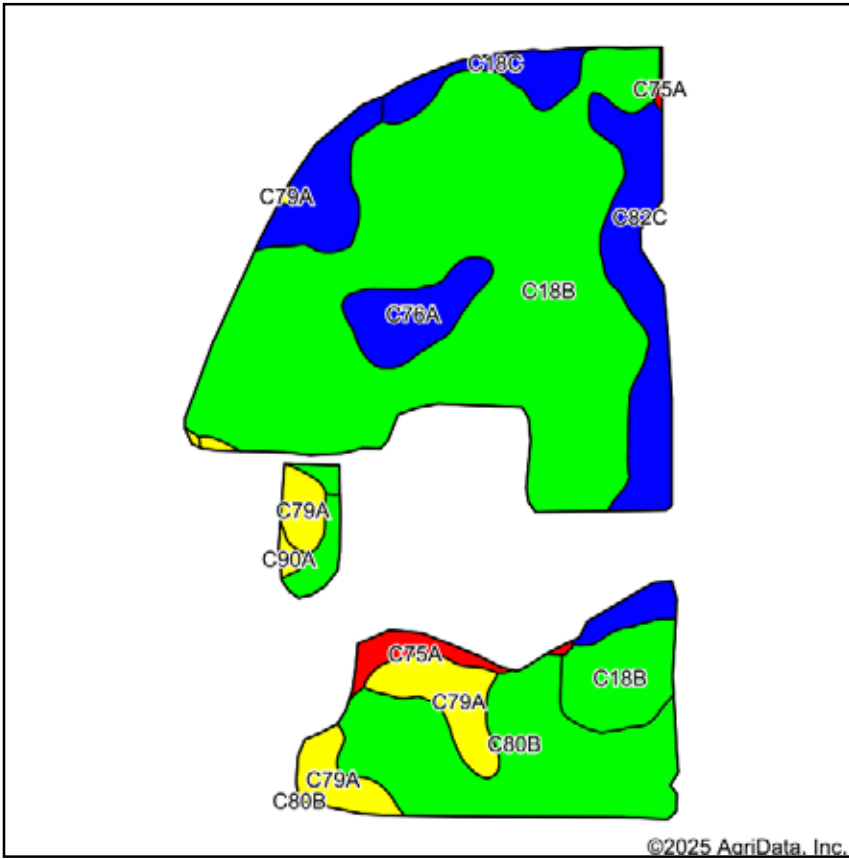 C18C
C75A
C79A
C82C
C18B
C76A
C79A
C90A
C75A
C18B
C79A
C80B
C79A
C80B
©2025 AgriData, Inc.